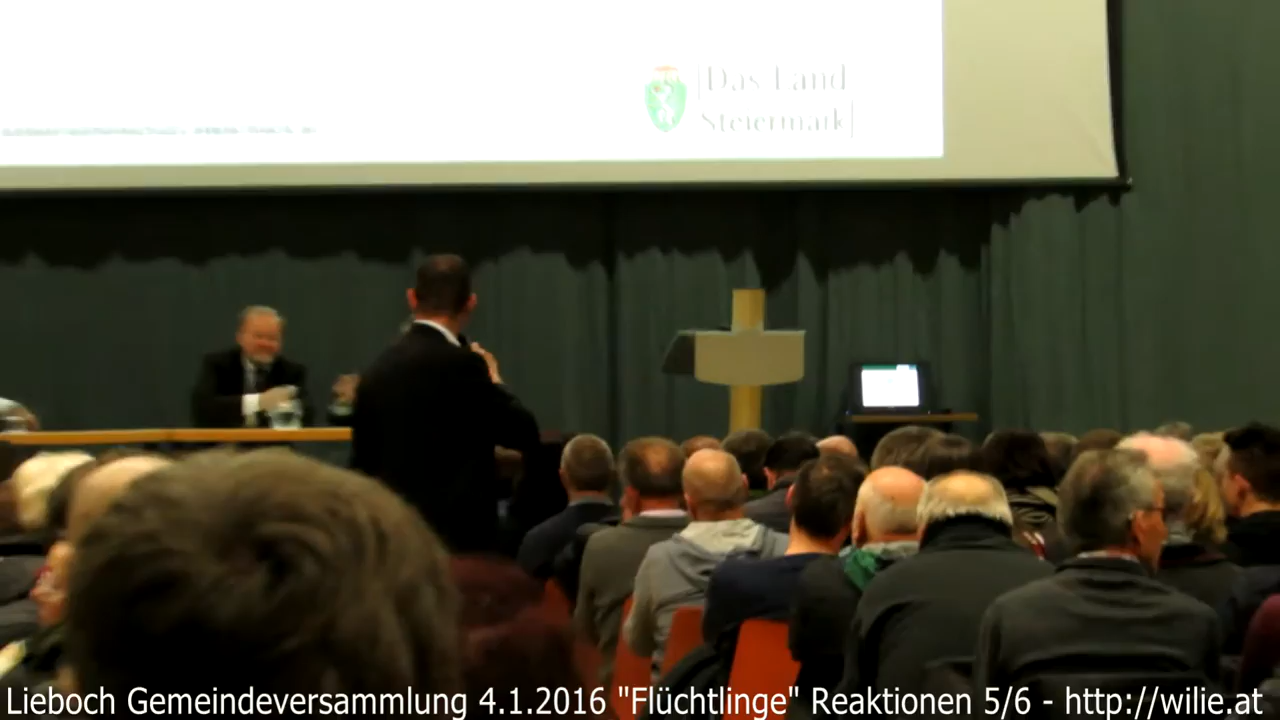 |Das Land
Steiermark|
Lieboch Gemeindeversammlung 4.1.2016 "Flüchtlinge" Reaktionen 5/6 - http://wilie.at